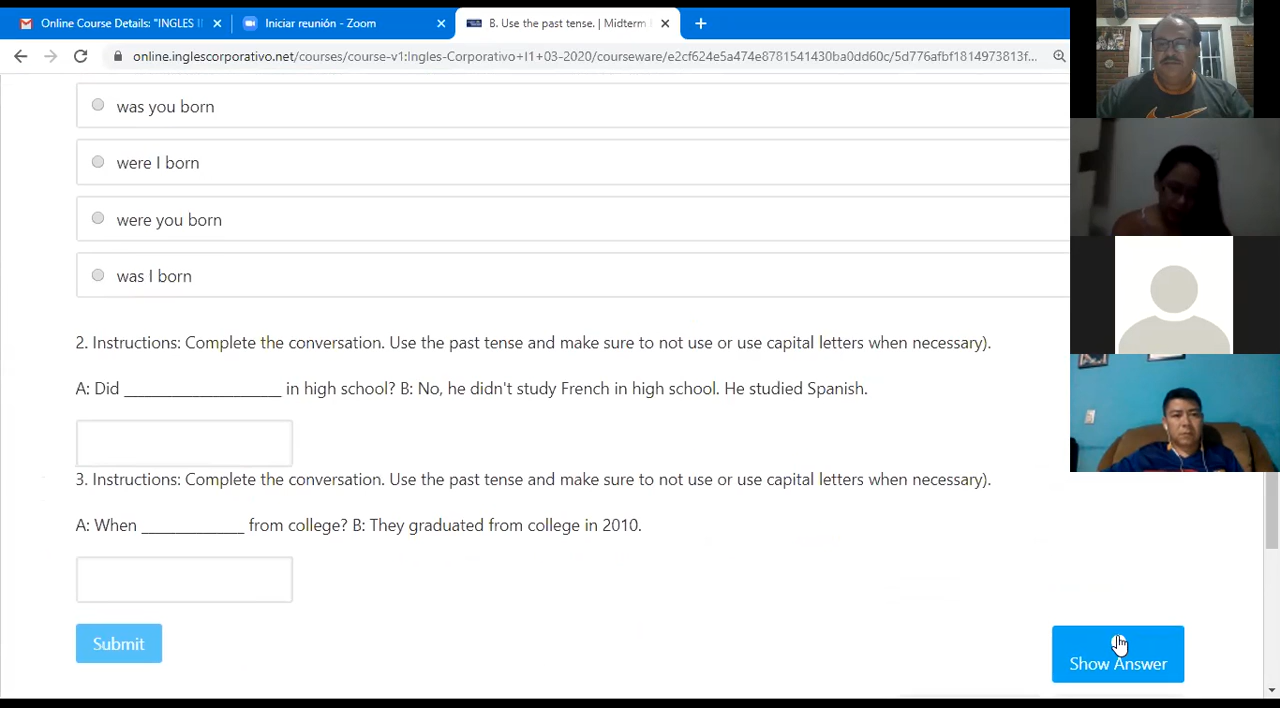 Online Course Details: "INGLES I
Iniciar reunión - Zoom
B. Use the past tense. | Midterm
online.inglescorporativo.net/courses/course-v1:Ingles-Corporativo+I1+03-2020/courseware/e2cf624e5a474e8781541430ba0dd60c/5d776afbf1814973813f...
was you born
were I born
were you born
was I born
2. Instructions: Complete the conversation. Use the past tense and make sure to not use or use capital letters when necessary).
A: Did ___________________ in high school? B: No, he didn't study French in high school. He studied Spanish.
3. Instructions: Complete the conversation. Use the past tense and make sure to not use or use capital letters when necessary).
A: When ____________ from college? B: They graduated from college in 2010.
Submit
Show Answer